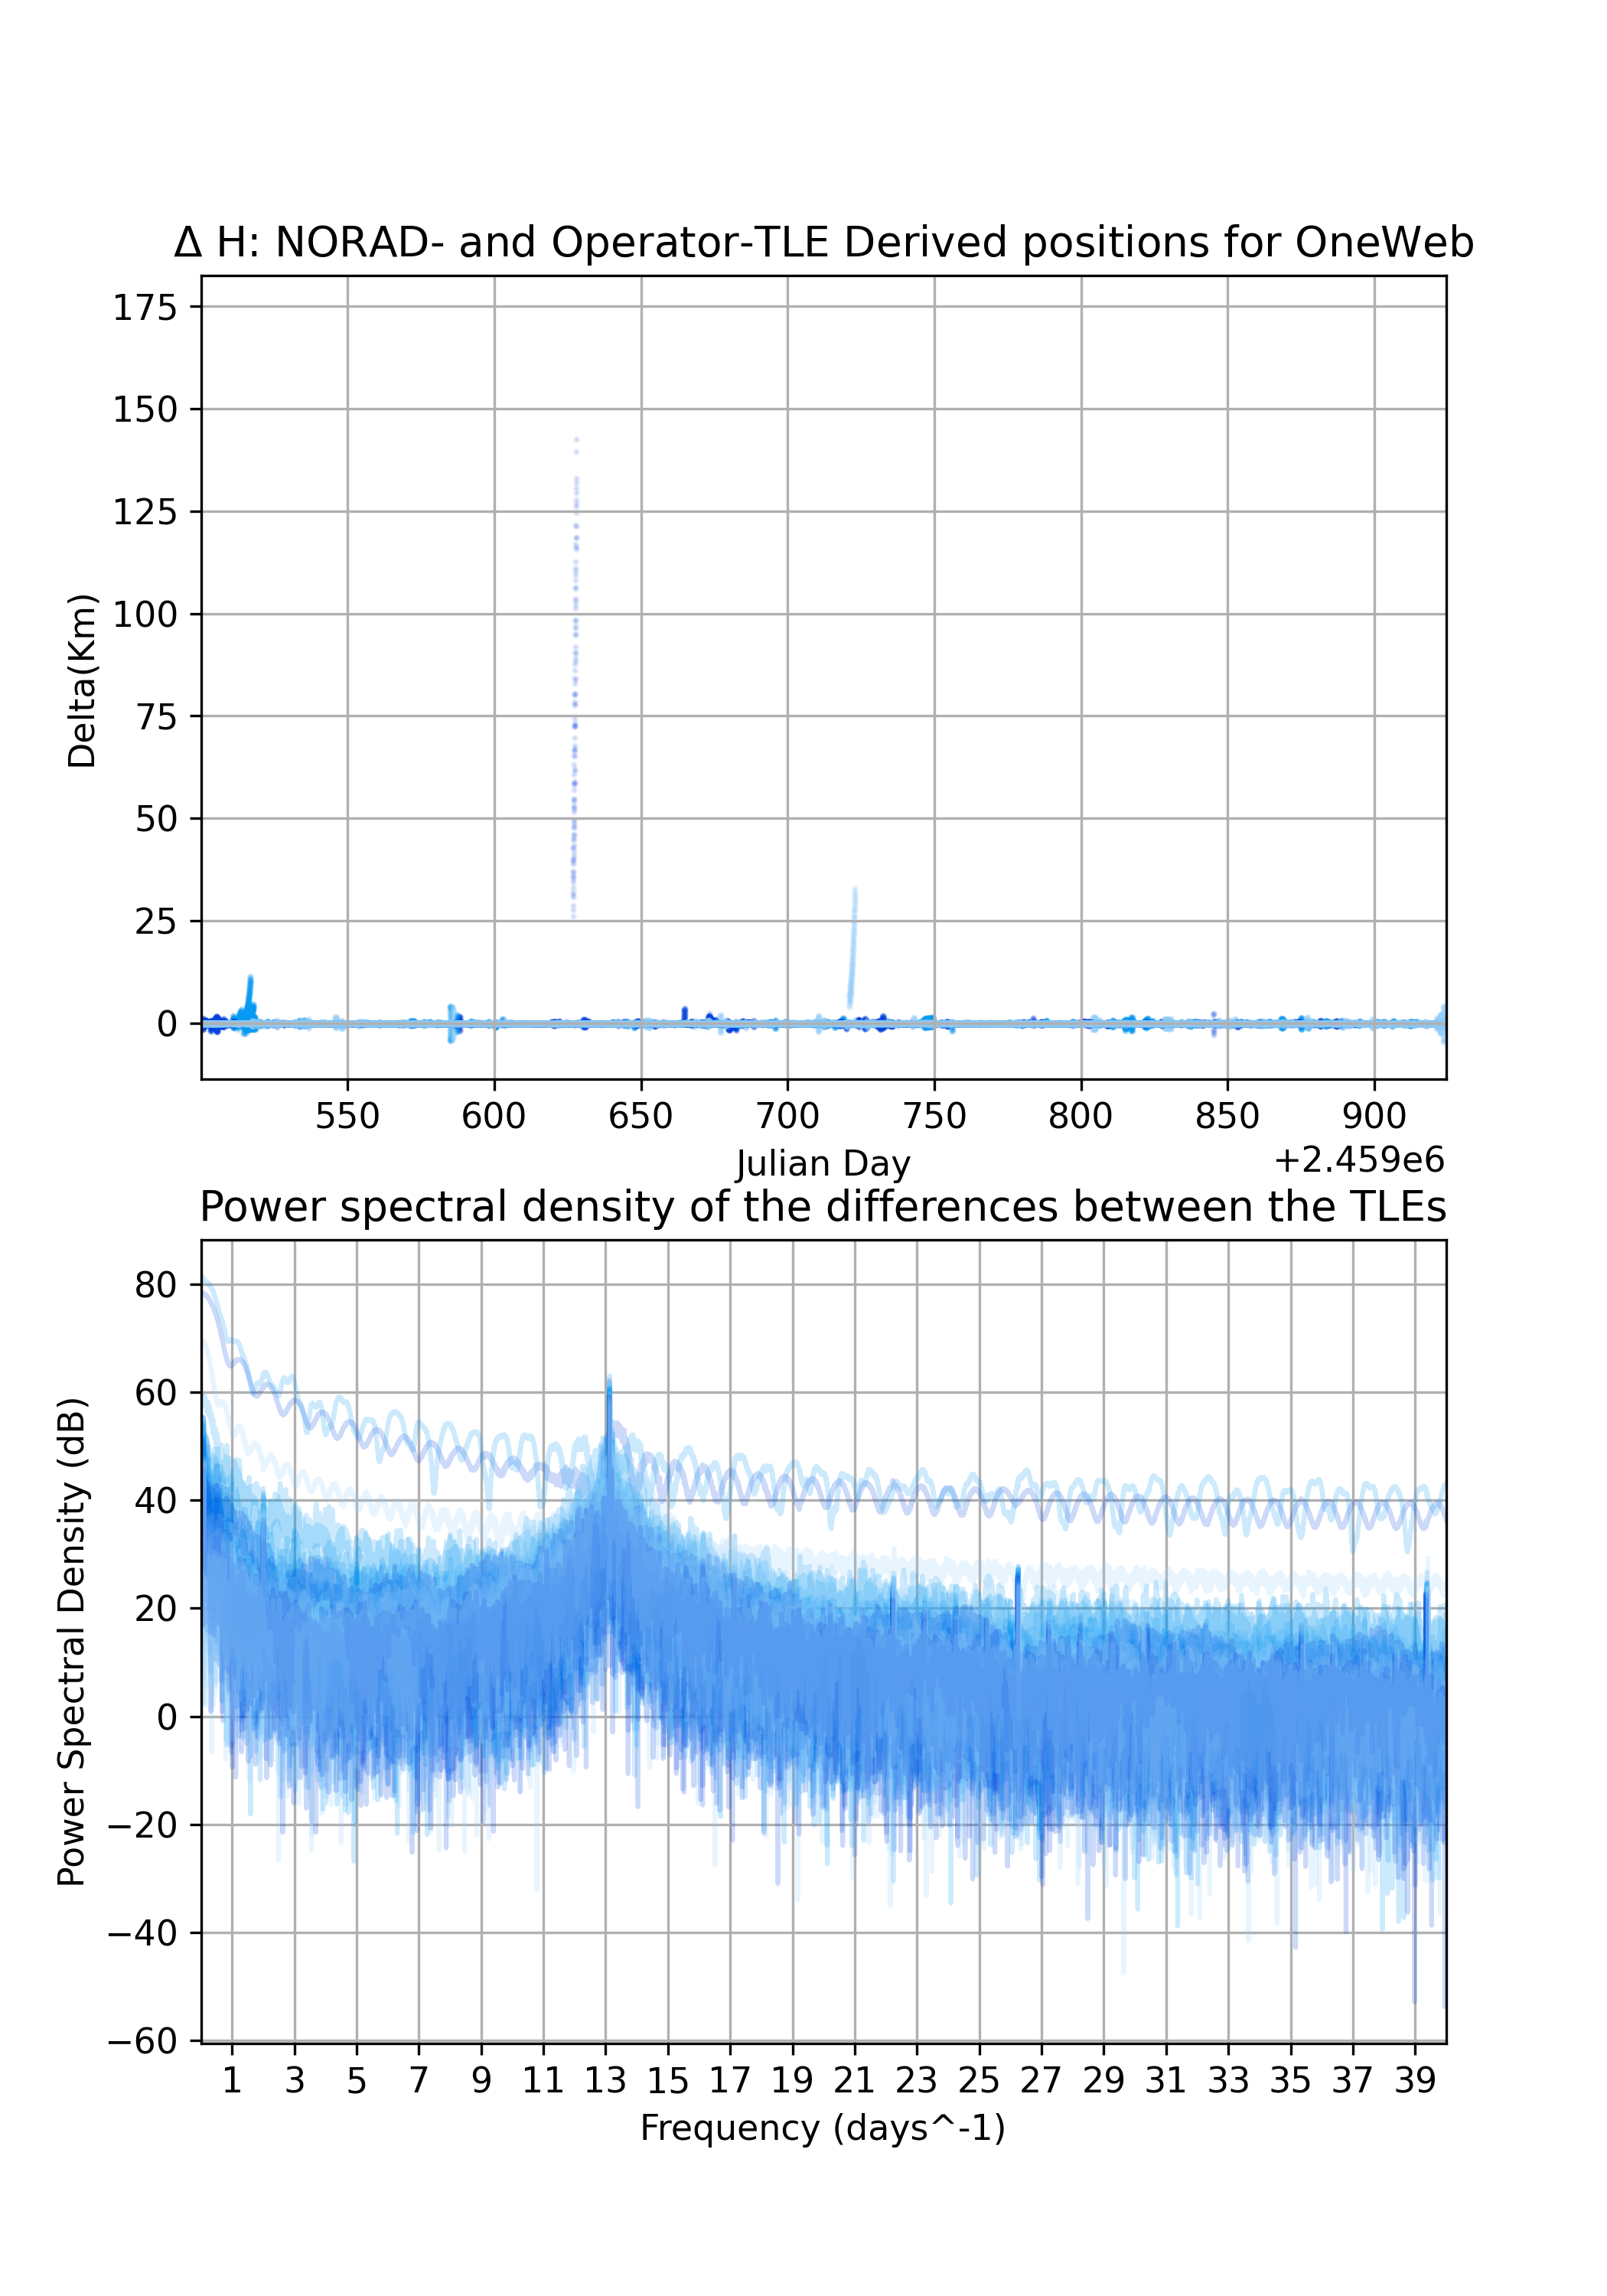 Δ H: NORAD- and Operator-TLE Derived positions for OneWeb
175
150
125
100
75
50
25
0
Delta(Km)
550 600 650 700 750 800 850 900
+2.459e6
Julian Day
Power spectral density of the differences between the TLEs
80
60
40
20
0
−20
−40
−60
Power Spectral Density (dB)
1 3 5 7 9 11 13 15 17 19 21 23 25 27 29 31 33 35 37 39
Frequency (days^-1)